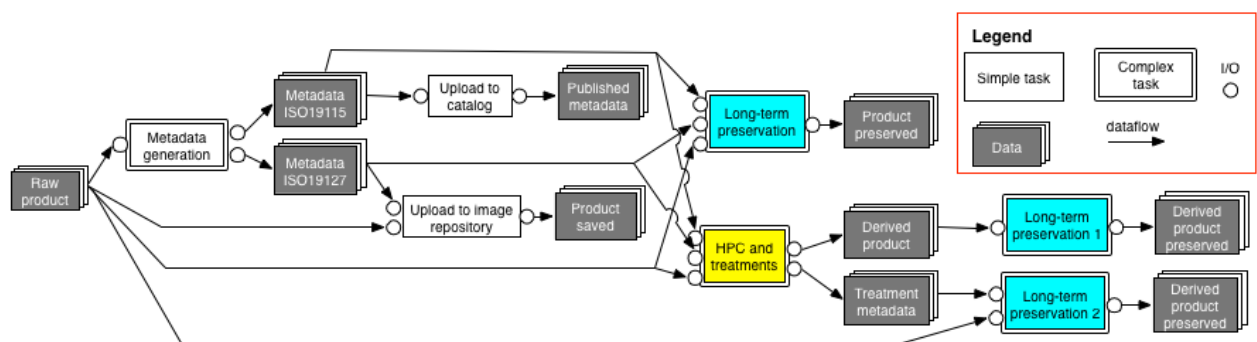 Legend
Simple task
Complex
task
I/O
Data
dataflow
Raw
product
Metadata
generation
Metadata
ISO19115
Metadata
ISO19127
Upload to
catalog
Published
metadata
Upload to image
repository
Product
saved
Long-term
preservation
Product
preserved
HPC and
treatments
Derived
product
Treatment
metadata
Long-term
preservation 1
Derived
product
preserved
Long-term
preservation 2
Derived
product
preserved